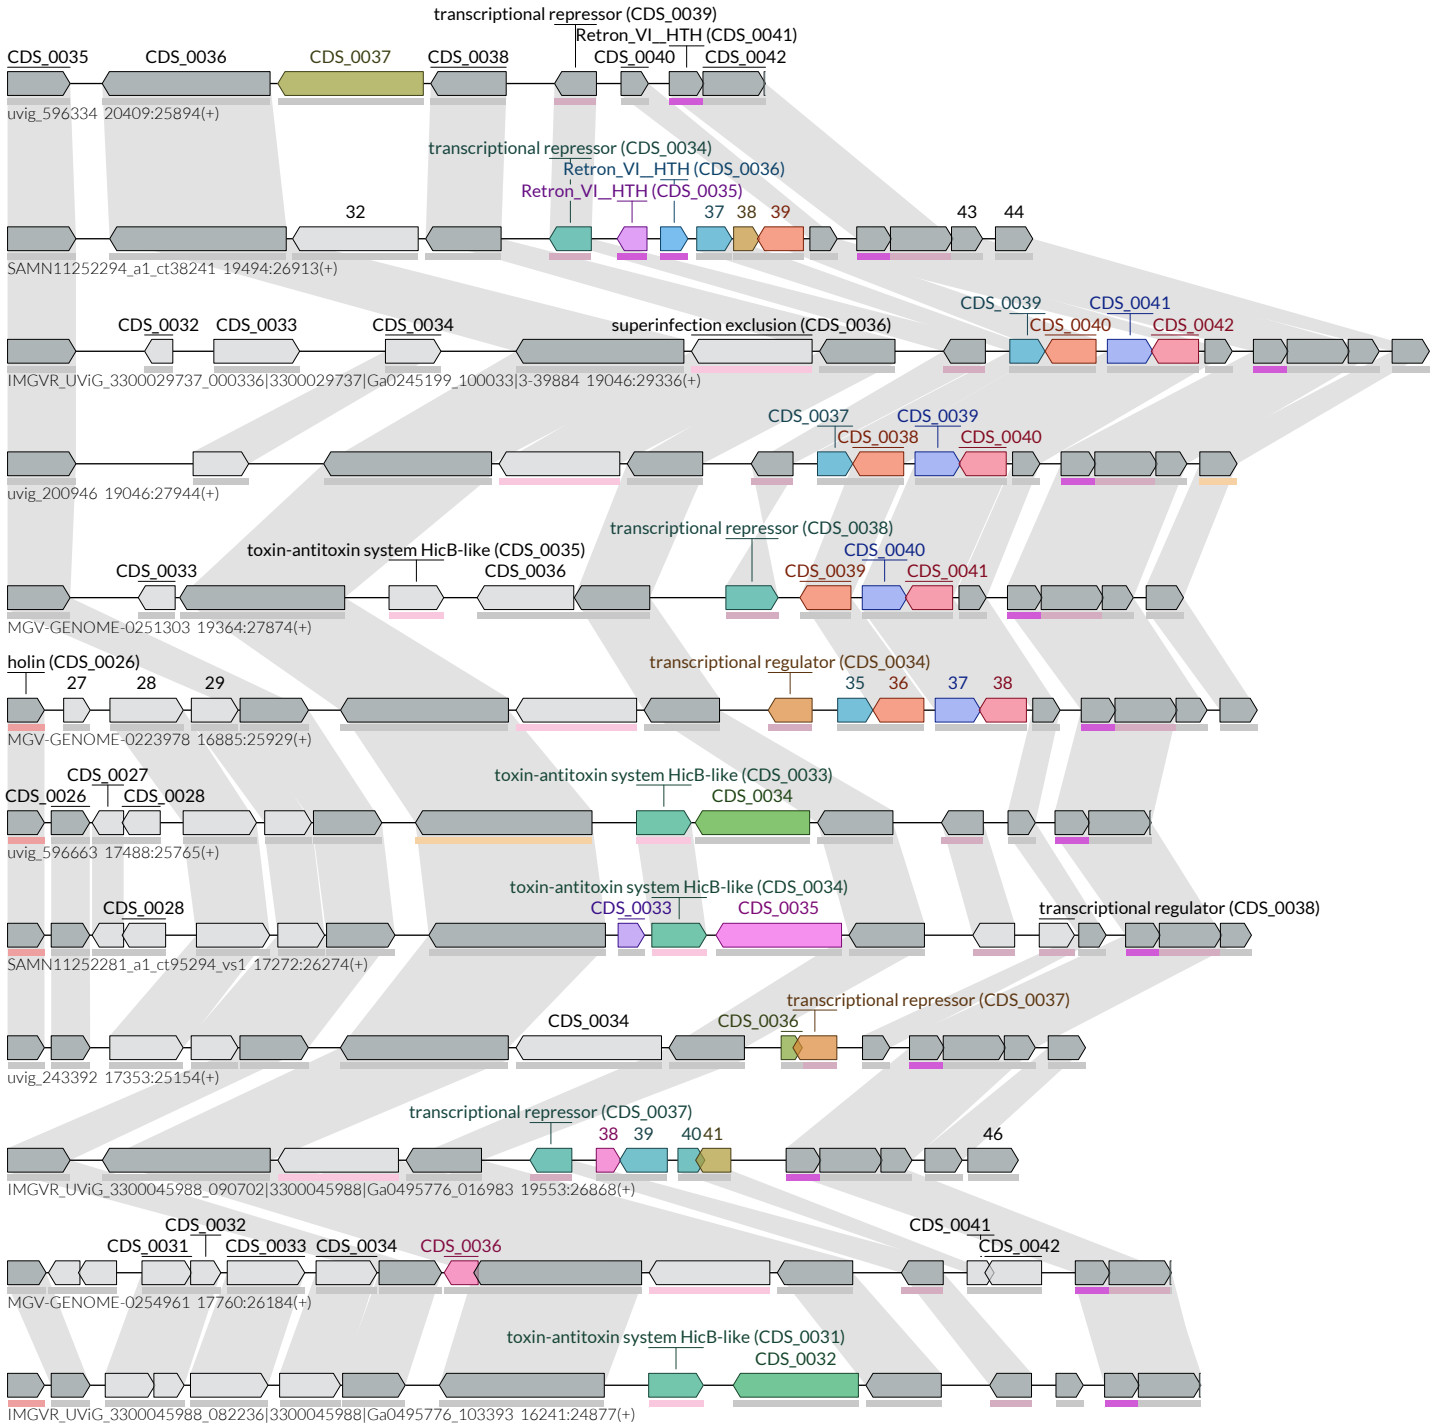 transcriptional repressor (CDS_0039)
Retron_VI__HTH (CDS_0041)
CDS_0035 CDS_0036 CDS_0037 CDS_0038 CDS_0040 CDS_0042
uvig_596334 20409:25894(+)
transcriptional repressor (CDS_0034)
Retron_VI__HTH (CDS_0036)
Retron_VI__HTH (CDS_0035)
32 37 38 39 43 44
SAMN11252294_a1_ct38241 19494:26913(+)
CDS_0039 CDS_0041
CDS_0032 CDS_0033 CDS_0034 superinfection exclusion (CDS_0036) CDS_0040 CDS_0042
IMGVR_UViG_3300029737_000336|3300029737|Ga0245199_100033|3-39884 19046:29336(+)
CDS_0037 CDS_0039
CDS_0038 CDS_0040
uvig_200946 19046:27944(+)
transcriptional repressor (CDS_0038)
toxin-antitoxin system HicB-like (CDS_0035) CDS_0040
CDS_0033 CDS_0036 CDS_0039 CDS_0041
MGV-GENOME-0251303 19364:27874(+)
holin (CDS_0026) transcriptional regulator (CDS_0034)
27 28 29 35 36 37 38
MGV-GENOME-0223978 16885:25929(+)
CDS_0027 toxin-antitoxin system HicB-like (CDS_0033)
CDS_0026 CDS_0028 CDS_0034
uvig_596663 17488:25765(+)
toxin-antitoxin system HicB-like (CDS_0034)
CDS_0028 CDS_0033 CDS_0035 transcriptional regulator (CDS_0038)
SAMN11252281_a1_ct95294_vs1 17272:26274(+)
transcriptional repressor (CDS_0037)
CDS_0034 CDS_0036
uvig_243392 17353:25154(+)
transcriptional repressor (CDS_0037)
38 39 40 41 46
IMGVR_UViG_3300045988_090702|3300045988|Ga0495776_016983 19553:26868(+)
CDS_0032 CDS_0041
CDS_0031 CDS_0033 CDS_0034 CDS_0036 CDS_0042
MGV-GENOME-0254961 17760:26184(+)
toxin-antitoxin system HicB-like (CDS_0031)
CDS_0032
IMGVR_UViG_3300045988_082236|3300045988|Ga0495776_103393 16241:24877(+)